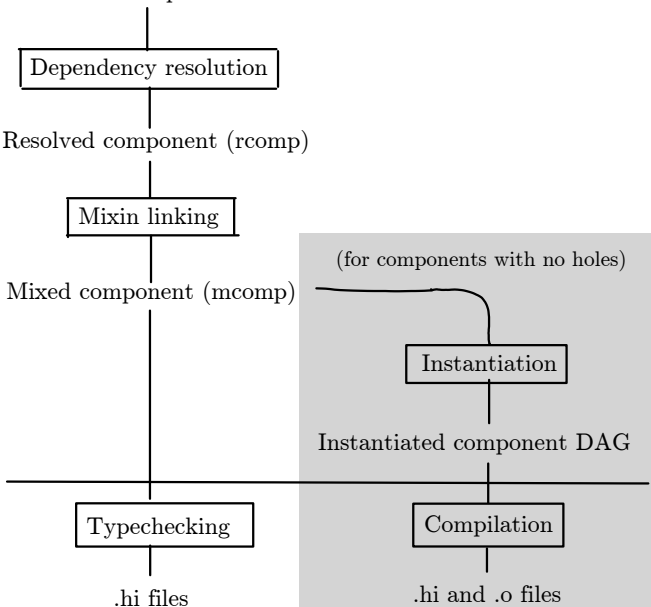 Dependency resolution
Resolved component (rcomp)
Mixin linking
(for components with no holes)
Mixed component (mcomp)
Instantiation
Instantiated component DAG
Typechecking
Compilation
.hi files
.hi and .o files